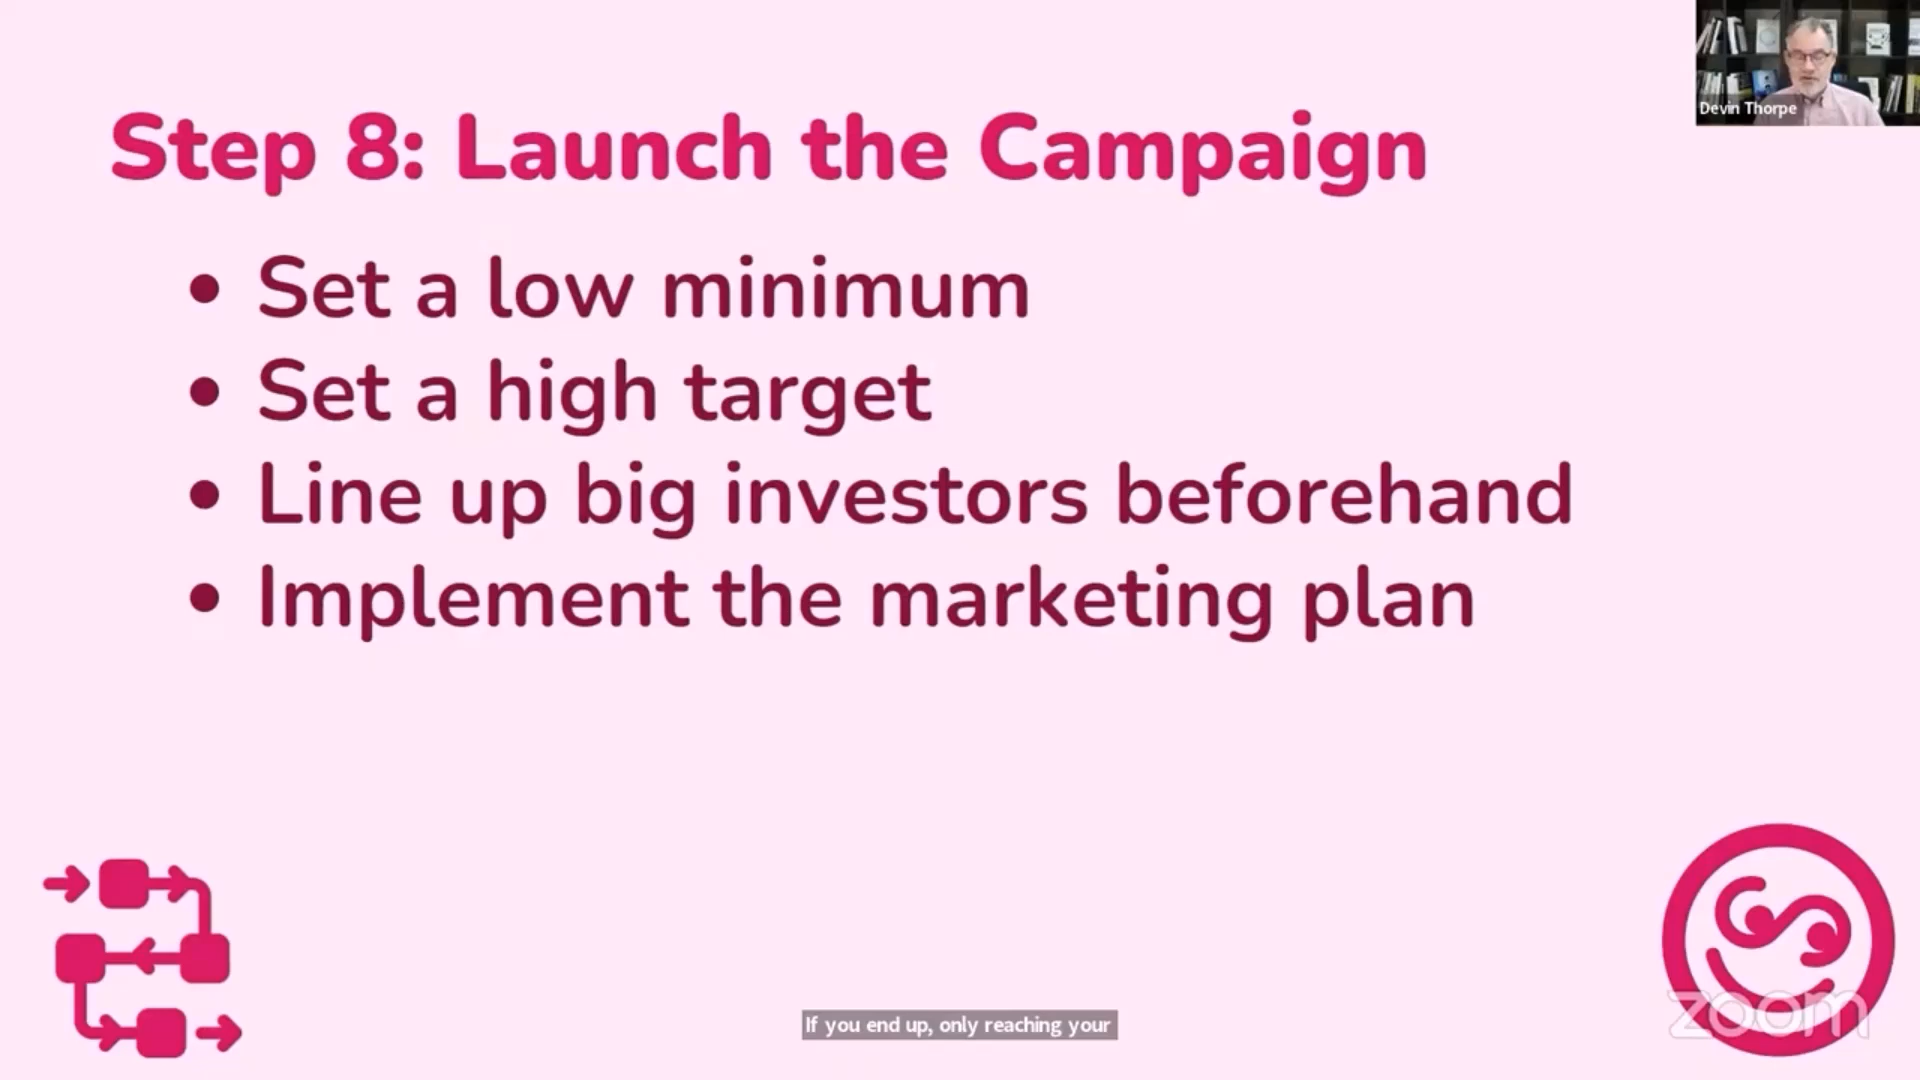 Devin Thorpe
Step 8: Launch the Campaign
• Set a low minimum
• Set a high target
• Line up big investors beforehand
• Implement the marketing plan
If you end up, only reaching your
zoom